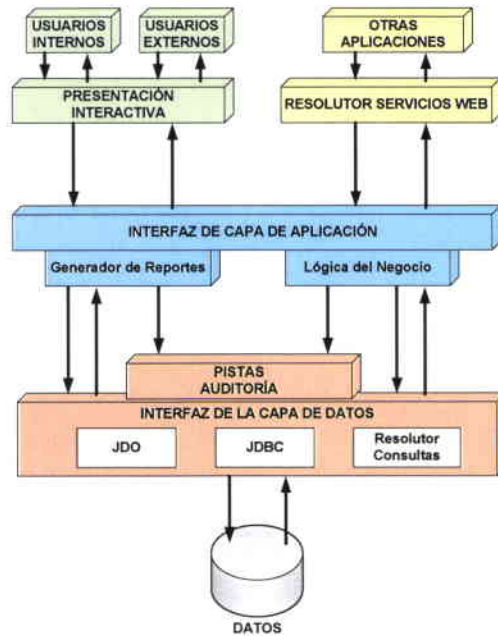 USUARIOS
INTERNOS
USUARIOS
EXTERNOS
OTRAS
APLICACIONES
PRESENTACIÓN
INTERACTIVA
RESOLUTOR SERVICIOS WEB
INTERFAZ DE CAPA DE APLICACIÓN
Generador de Reportes
Lógica del Negocio
PISTAS
AUDITORÍA
INTERFAZ DE LA CAPA DE DATOS
JDO
JDBC
Resolutor
Consultas
DATOS